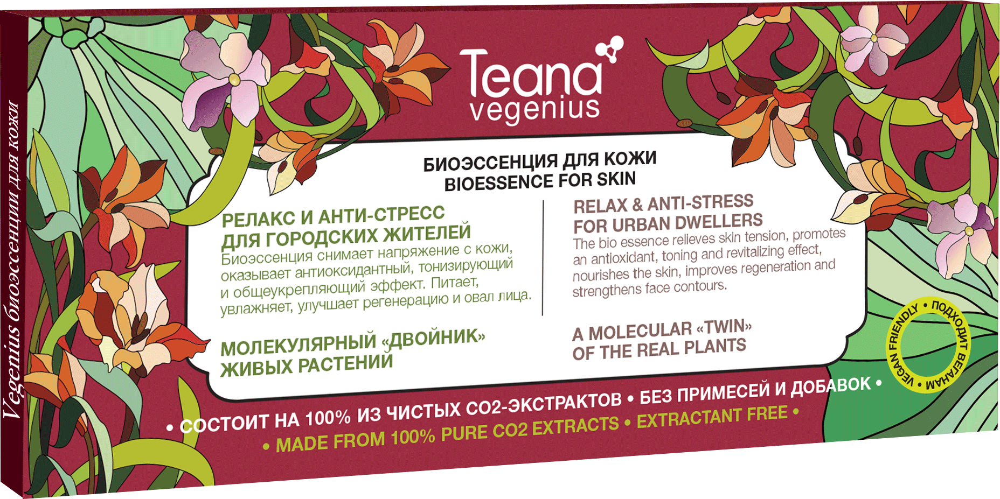 Teana
vegenius
БИОЭССЕНЦИЯ ДЛЯ КОЖИ
BIOESSENCE FOR SKIN
РЕЛАКС И АНТИ-СТРЕСС
ДЛЯ ГОРОДСКИХ ЖИТЕЛЕЙ
Биоэссенция снимает напряжение с кожи,
оказывает антиоксидантный, тонизирующий
и общеукрепляющий эффект. Питает,
увлажняет, улучшает регенерацию и овал лица.
МОЛЕКУЛЯРНЫЙ «ДВОЙНИК»
ЖИВЫХ РАСТЕНИЙ
RELAX & ANTI-STRESS
FOR URBAN DWELLERS
The bio essence relieves skin tension, promotes
an antioxidant, toning and revitalizing effect,
nourishes the skin, improves regeneration and
strengthens face contours.
A MOLECULAR «TWIN»
OF THE REAL PLANTS
• СОСТОИТ НА 100% ИЗ ЧИСТЫХ СО2-ЭКСТРАКТОВ • БЕЗ ПРИМЕСЕЙ И ДОБАВОК •
• MADE FROM 100% PURE CO2 EXTRACTS • EXTRACTANT FREE •
VEGAN FRIENDLY • ПОДХОДИТ ВЕГАНАМ •
Vegenius биоэссенции для кожи